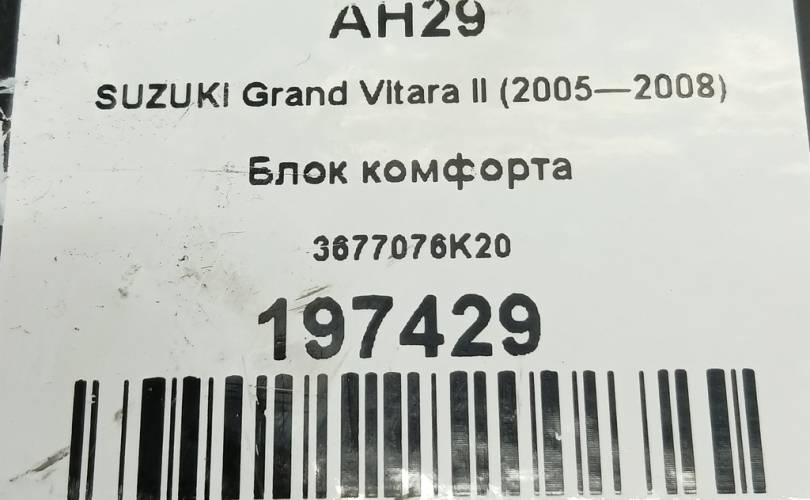 AH29
SUZUKI Grand Vitara II (2005—2008)
Блок комфорта
3677076K20
197429